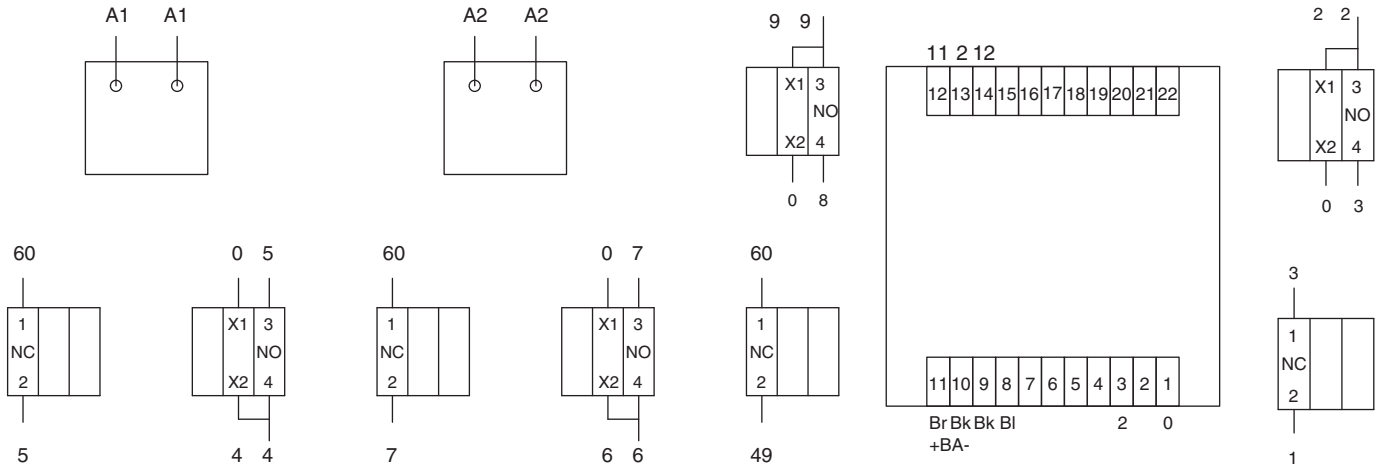 A1 A1
A2 A2
9 9
X1 3
NO
X2 4
0 8
11 2 12
12 13 14 15 16 17 18 19 20 21 22
11 10 9 8 7 6 5 4 3 2 1
Br Bk Bk Bl 2 0
+BA-
2 2
X1 3
NO
X2 4
0 3
60
1
NC
2
5
0 5
X1 3
NO
X2 4
4 4
60
1
NC
2
7
0 7
X1 3
NO
X2 4
6 6
60
1
NC
2
49
3
1
NC
2
1